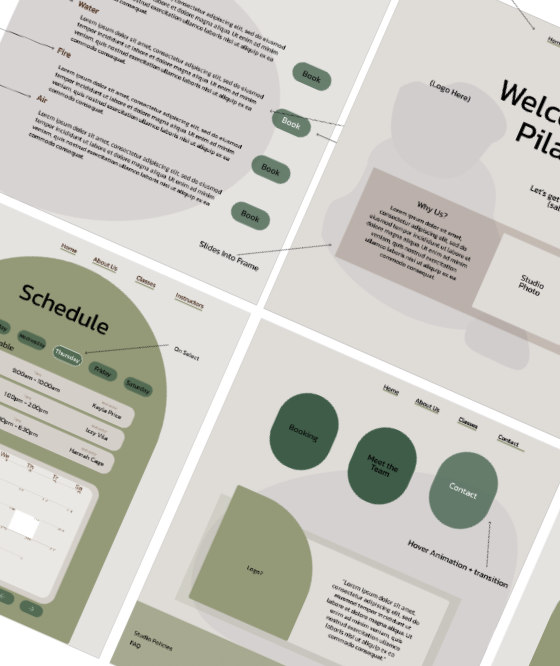 Water
Lorem ipsum dolor sit amet, consectetur adipiscing elit, sed do eiusmod
tempor incididunt ut labore et dolore magna aliqua. Ut enim ad minim
veniam, quis nostrud exercitation ullamco laboris nisi ut aliquip ex ea
commodo consequat.
Book
Fire
Lorem ipsum dolor sit amet, consectetur adipiscing elit, sed do eiusmod
tempor incididunt ut labore et dolore magna aliqua. Ut enim ad minim
veniam, quis nostrud exercitation ullamco laboris nisi ut aliquip ex ea
commodo consequat.
Book
Air
Lorem ipsum dolor sit amet, consectetur adipiscing elit, sed do eiusmod
tempor incididunt ut labore et dolore magna aliqua. Ut enim ad minim
veniam, quis nostrud exercitation ullamco laboris nisi ut aliquip ex ea
commodo consequat.
Book
Book
Slides Into Frame
(Logo Here)
Let's get
Why Us?
Lorem ipsum dolor sit amet,
consectetur adipiscing elit, sed do
eiusmod tempor incididunt ut
labore et dolore magna aliqua. Ut
enim ad minim veniam, quis
nostrud exercitation ullamco
laboris nisi ut aliquip ex ea
commodo consequat.
Studio
Photo
Home
About Us
Classes
Instructors
Schedule
Thursday
Friday
Saturday
On Select
9:00am - 10:00am
Kayla Price
1:00pm - 2:00pm
Izzy Vila
Hannah Cage
We
Th
Fr
Sa
Home
About Us
Classes
Contact
Booking
Meet the
Team
Contact
Hover Animation + transition
Logo?
"Lorem ipsum dolor sit amet,
consectetur adipiscing elit, sed do
eiusmod tempor incididunt ut
labore et dolore magna aliqua. Ut
enim ad minim veniam, quis
nostrud exercitation ullamco
laboris nisi ut aliquip ex ea
commodo consequat."
Studio Policies
FAQ